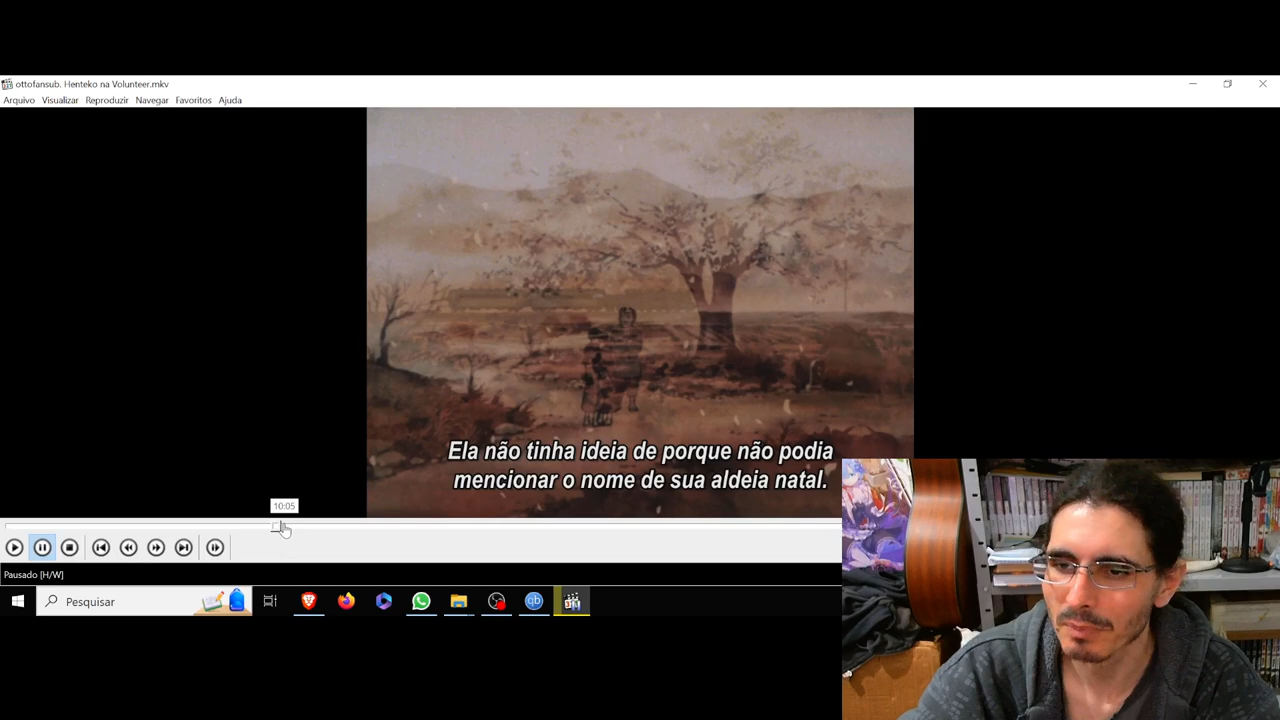 ottofansub. Henteko na Volunteer.mkv
Arquivo Visualizar Reproduzir Navegar Favoritos Ajuda
Ela não tinha ideia de porque não podia
mencionar o nome de sua aldeia natal.
10:05
Pausado [H/W]
Pesquisar
qb